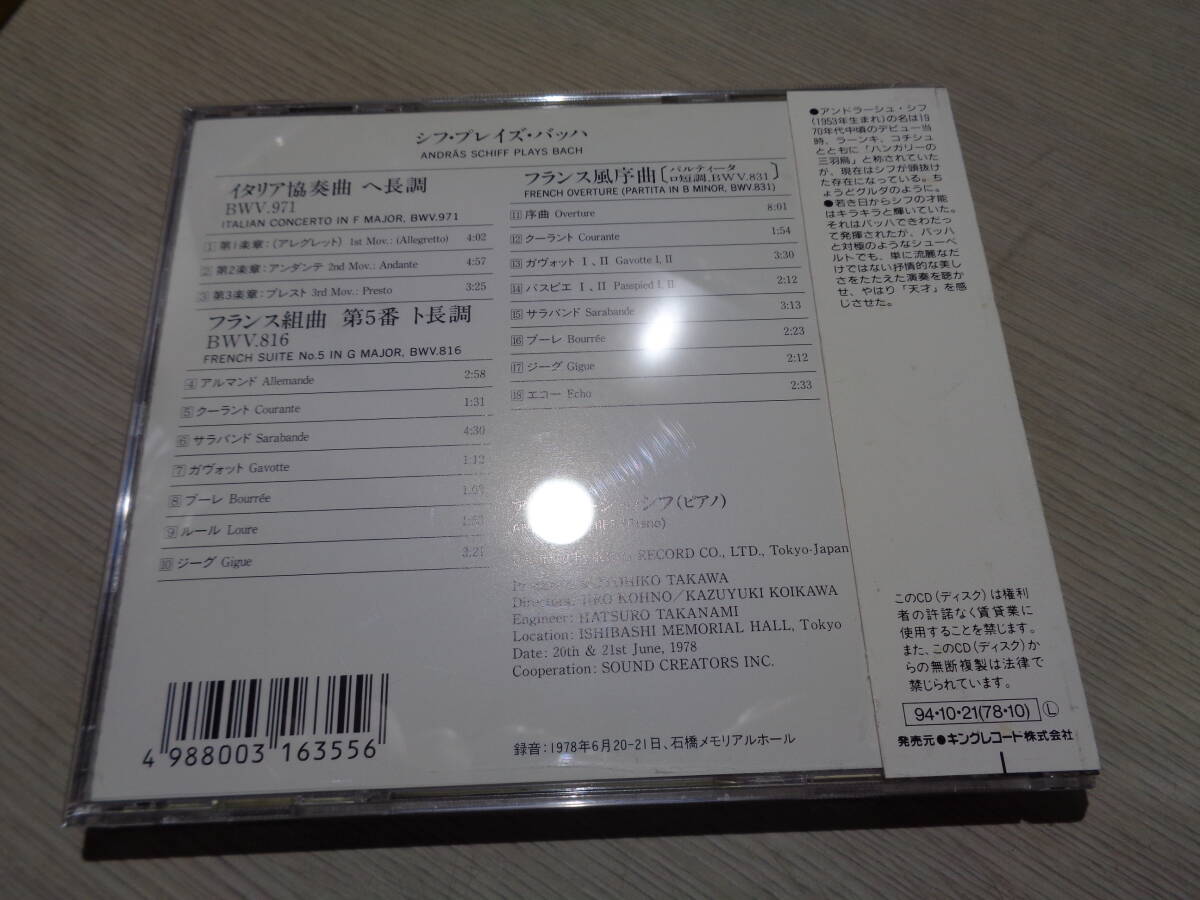 シフ・プレイズ・バッハ
ANDRÁS SCHIFF PLAYS BACH
イタリア協奏曲 ヘ長調
BWV.971
ITALIAN CONCERTO IN F MAJOR, BWV.971
1 第1楽章:(アレグレット) 1st Mov.: (Allegretto) 4:02
2 第2楽章:アンダンテ 2nd Mov.: Andante 4:57
3 第3楽章:プレスト 3rd Mov.: Presto 3:25
フランス組曲 第5番 ト長調
BWV.816
FRENCH SUITE No.5 IN G MAJOR, BWV.816
4 アルマンド Allemande 2:58
5 クーラント Courante 1:31
6 サラバンド Sarabande 4:30
7 ガヴォット Gavotte 1:12
8 ブーレ Bourrée
9 ルール Loure
10 ジーグ Gigue 3:21
フランス風序曲[パルティータ ロ短調、BWV.831]
FRENCH OVERTURE (PARTITA IN B MINOR, BWV.831)
11 序曲 Overture 8:01
12 クーラント Courante 1:54
13 ガヴォット I、II Gavotte I, II 3:30
14 パスピエ I、II Passpied I, II 2:12
15 サラバンド Sarabande 3:13
16 ブーレ Bourrée 2:23
17 ジーグ Gigue 2:12
18 エコー Echo 2:33
シフ(ピアノ)
RECORD CO., LTD., Tokyo-Japan
TAKAWA
Directors: KOHNO/KAZUYUKI KOIKAWA
Engineer: HATSURO TAKANAMI
Location: ISHIBASHI MEMORIAL HALL, Tokyo
Date: 20th & 21st June, 1978
Cooperation: SOUND CREATORS INC.
録音:1978年6月20-21日、石橋メモリアルホール
4 988003 163556
●アンドラーシュ・シフ
(1953年生まれ)の名は19
70年代中頃のデビュー当
時、ラーンキ、コチシュ
とともに「ハンガリーの
三羽烏」と称されていた
が、現在はシフが頭抜け
た存在になっている。ち
ょうどグルダのように。
●若き日からシフの才能
はキラキラと輝いていた。
それはバッハできわだっ
て発揮されたが、バッハ
と対極のようなシューベ
ルトでも、単に流麗なだ
けではない抒情的な美し
さをたたえた演奏を聴か
せ、やはり「天才」を感
じさせた。
このCD(ディスク)は権利
者の許諾なく賃貸業に
使用することを禁じます。
また、このCD(ディスク)か
らの無断複製は法律で
禁じられています。
94・10・21(78・10) Ⓛ
発売元●キングレコード株式会社